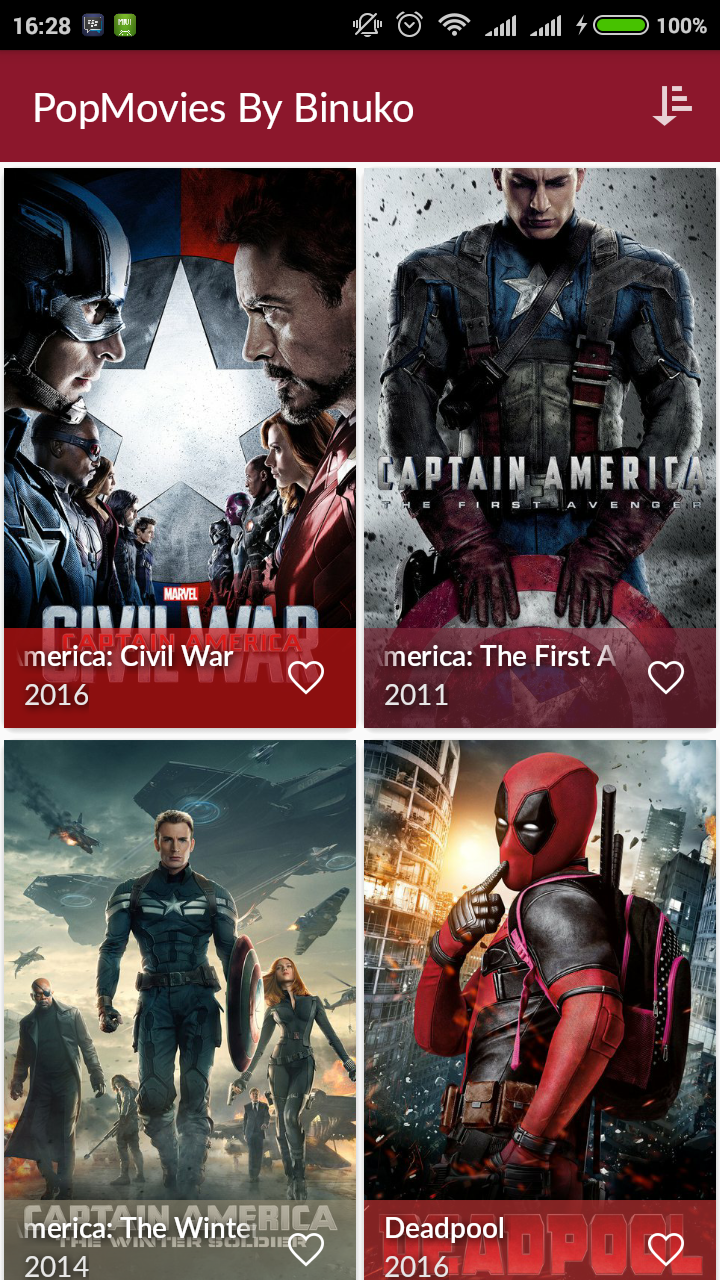 16:28 100%
PopMovies By Binuko
MARVEL
CIVIL WAR
CAPTAIN AMERICA
merica: Civil War
2016
CAPTAIN AMERICA
THE FIRST AVENGER
merica: The First A
2011
CAPTAIN AMERICA
THE WINTER SOLDIER
merica: The Winte
2014
DEADPOOL
Deadpool
2016